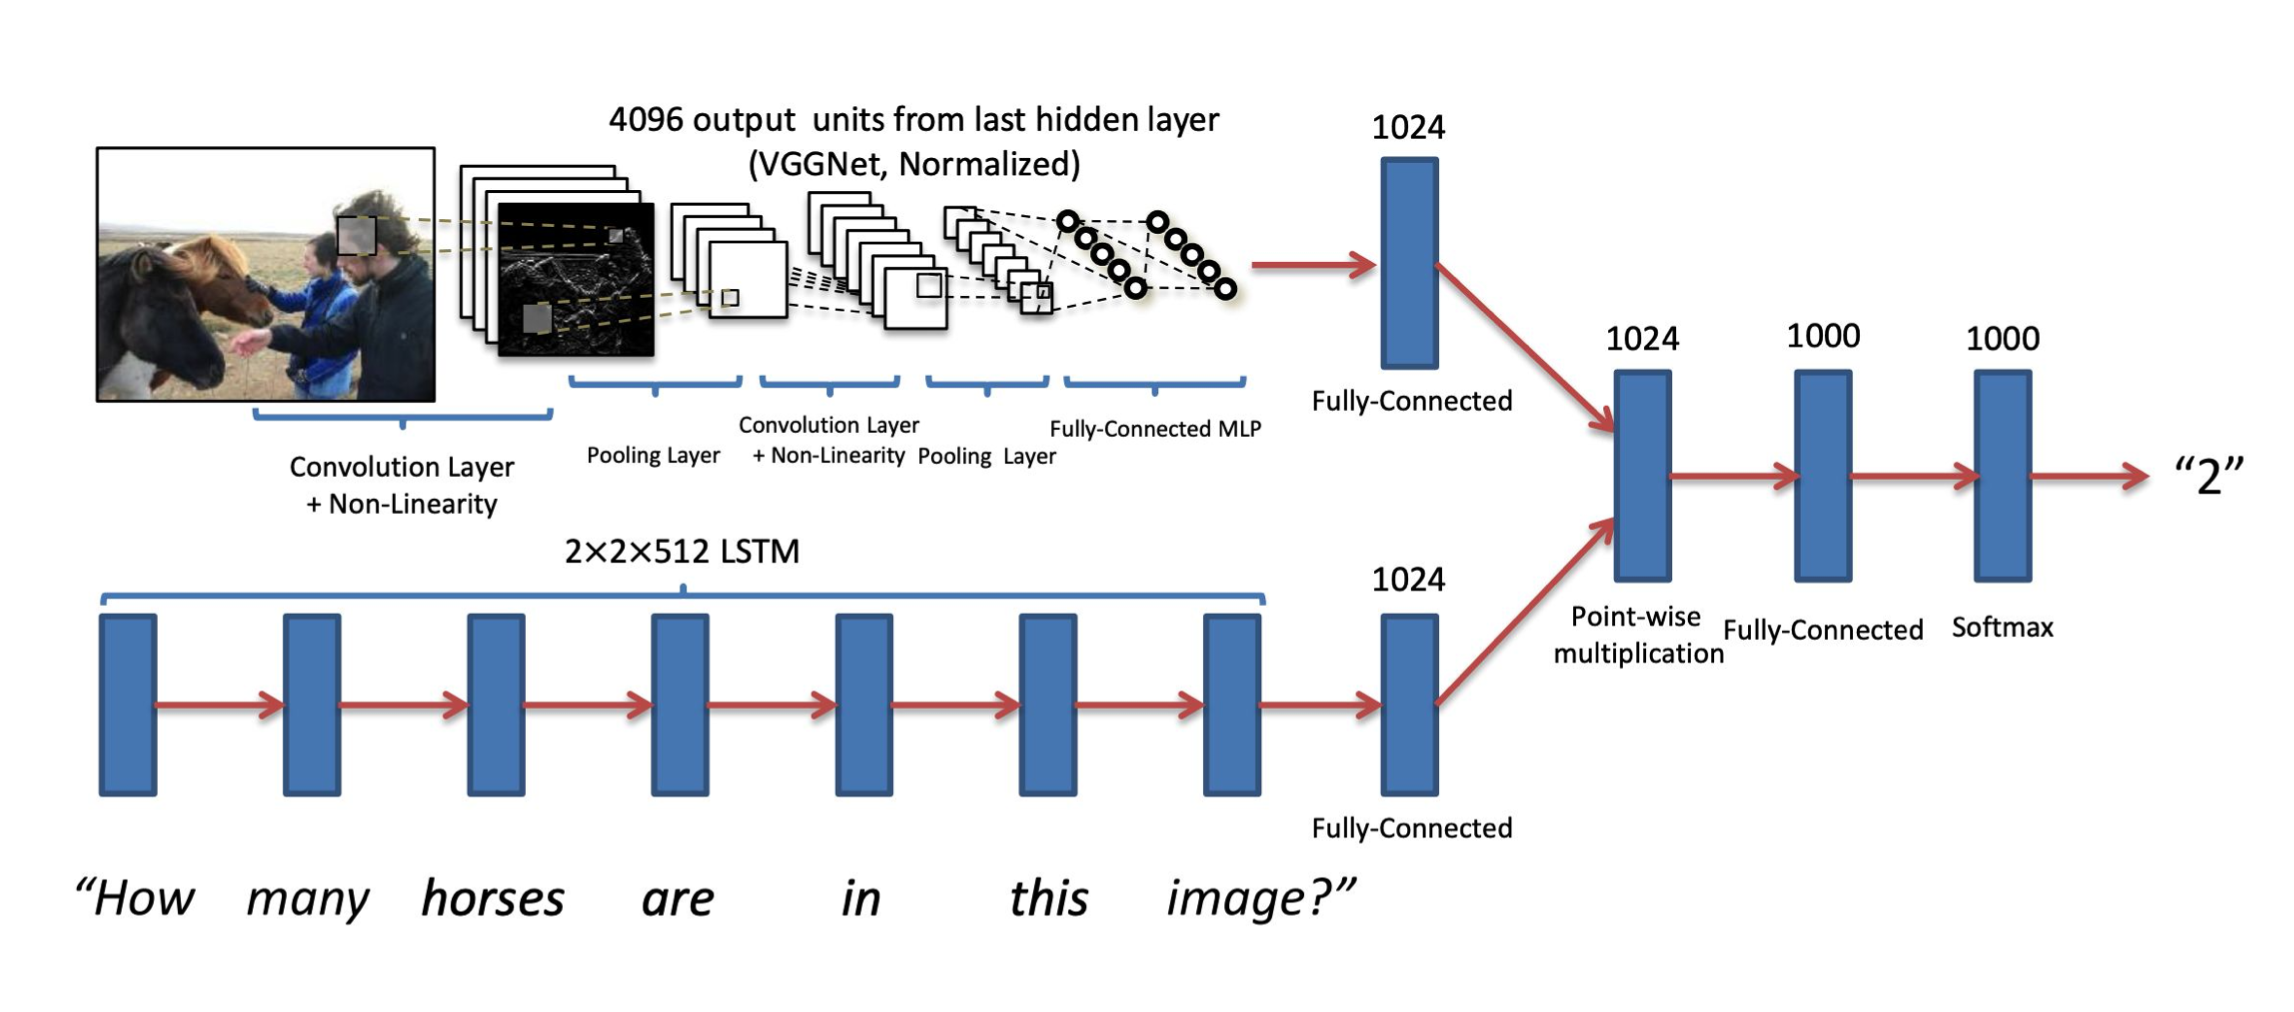 4096 output units from last hidden layer
(VGGNet, Normalized)
1024
Fully-Connected
Convolution Layer
+ Non-Linearity
Pooling Layer
Convolution Layer
+ Non-Linearity
Pooling Layer
Fully-Connected MLP
2×2×512 LSTM
1024
Fully-Connected
1024
Point-wise
multiplication
1000
Fully-Connected
1000
Softmax
“2”
“How many horses are in this image?”